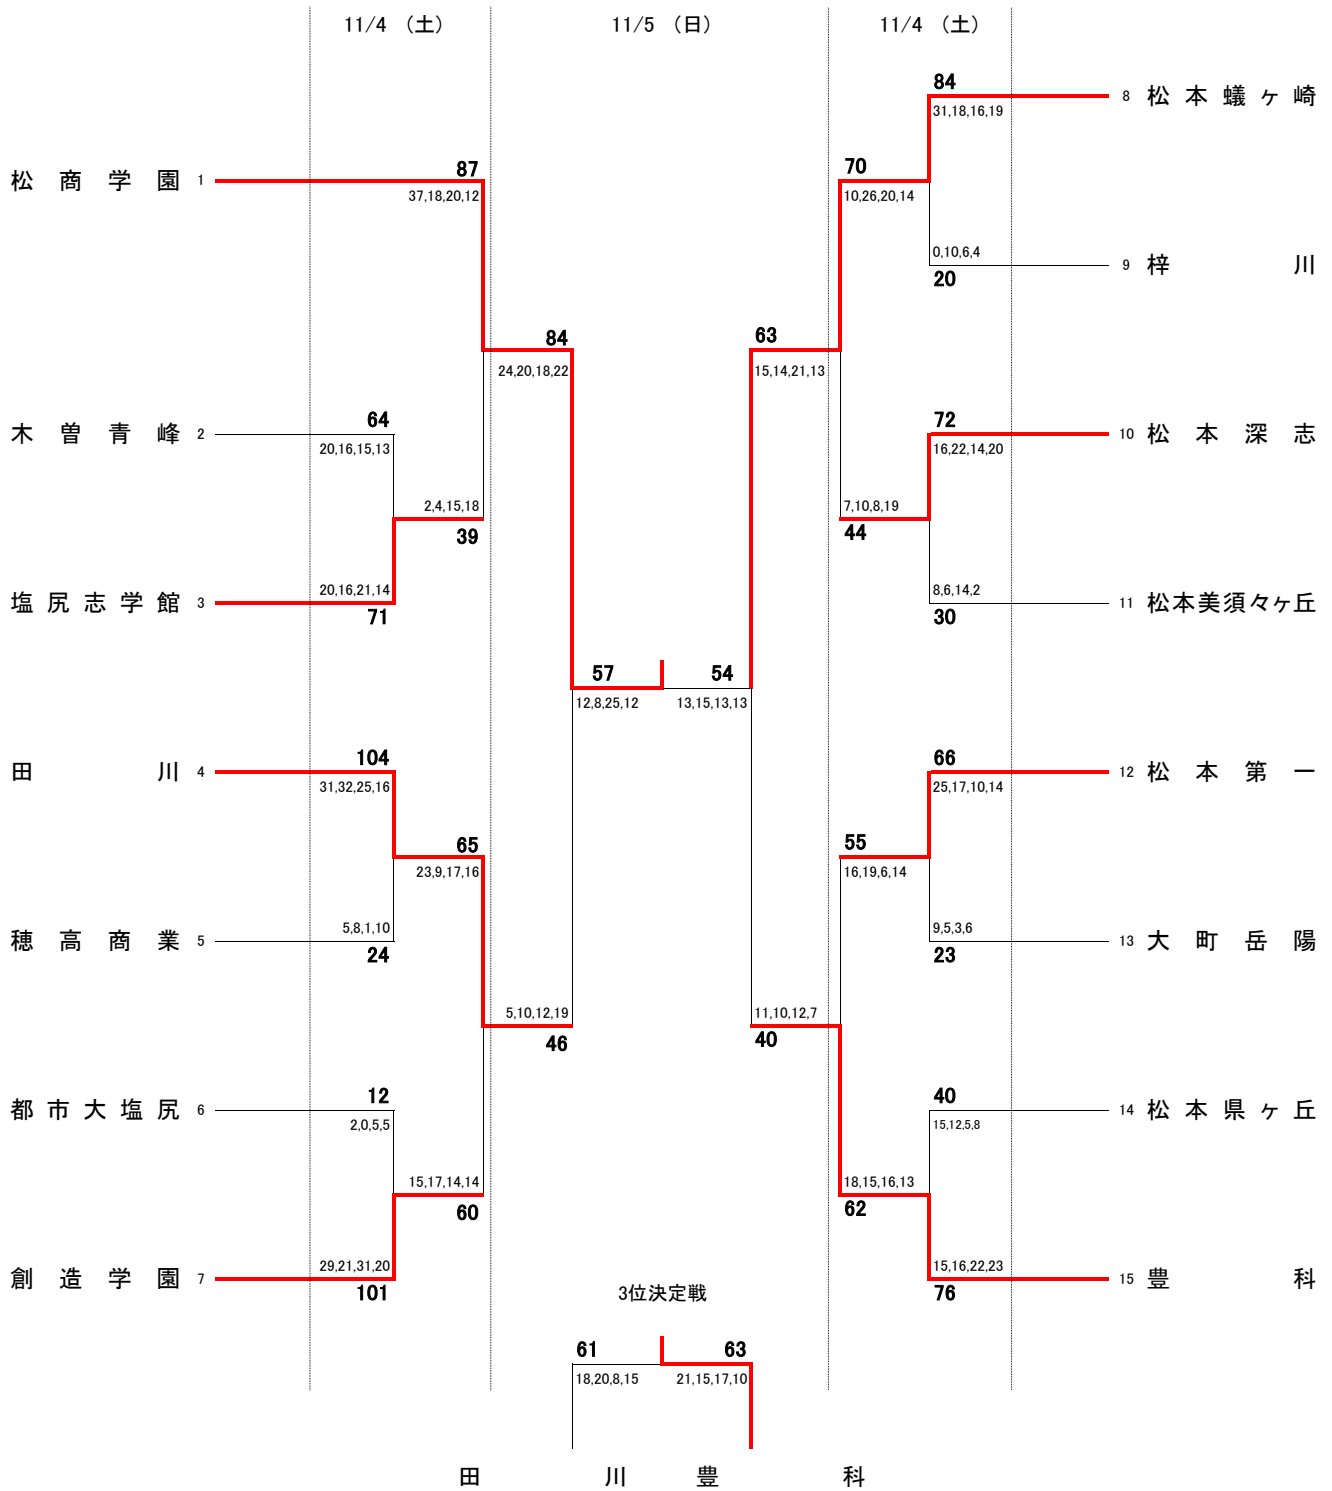 11/4 （土） 11/5 （日） 11/4 （土）
84
8 松本蟻ヶ崎
31,18,16,19
87 70
松商学園 1
37,18,20,12 10,26,20,14
0,10,6,4
9 梓川
20
84 63
24,20,18,22 15,14,21,13
64 72
木曽青峰 2 10 松本深志
20,16,15,13 16,22,14,20
2,4,15,18 7,10,8,19
39 44
20,16,21,14 8,6,14,2
塩尻志学館 3 11 松本美須々ヶ丘
71 30
57 54
12,8,25,12 13,15,13,13
104 66
田川 4 12 松本第一
31,32,25,16 25,17,10,14
65 55
23,9,17,16 16,19,6,14
5,8,1,10 9,5,3,6
穂高商業 5 13 大町岳陽
24 23
5,10,12,19 11,10,12,7
46 40
12 40
都市大塩尻 6 14 松本県ヶ丘
2,0,5,5 15,12,5,8
15,17,14,14 18,15,16,13
60 62
29,21,31,20 15,16,22,23
創造学園 7 15 豊科
101 76
3位決定戦
61 63
18,20,8,15 21,15,17,10
田川 豊科